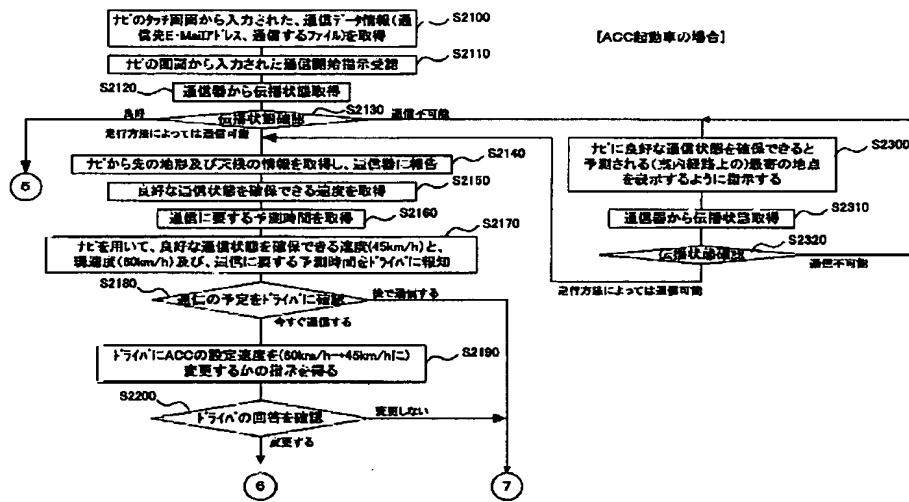 ナビのタッチ画面から入力された、通信データ情報(通
信先E-Mailアドレス、通信するファイル)を取得
S2100
[ACC起動車の場合]
ナビの画面から入力された通信開始指示受認
S2110
S2120
通信器から伝播状態取得
S2130
良好
伝播状態確認
通信不可能
走行方法によっては通信可能
5
ナビから先の地形及び天候の情報を取得し、通信器に報告
S2140
良好な通信状態を確保できる速度を取得
S2150
通信に要する予測時間を取得
S2160
S2170
ナビを用いて、良好な通信状態を確保できる速度(45km/h)と、
現速度(60km/h)及び、通信に要する予測時間をドライバに報知
S2180
通信の予定をドライバに確認
後で通信する
今すぐ通信する
ドライバにACCの設定速度を(60km/h→45km/hに)
変更するかの指示を得る
S2190
S2200
ドライバの回答を確認
変更しない
変更する
6
7
S2300
ナビに良好な通信状態を確保できると
予測される(案内経路上の)最寄の地点
を表示するように指示する
S2310
通信器から伝播状態取得
S2320
伝播状態確認
通信不可能
走行方法によっては通信可能